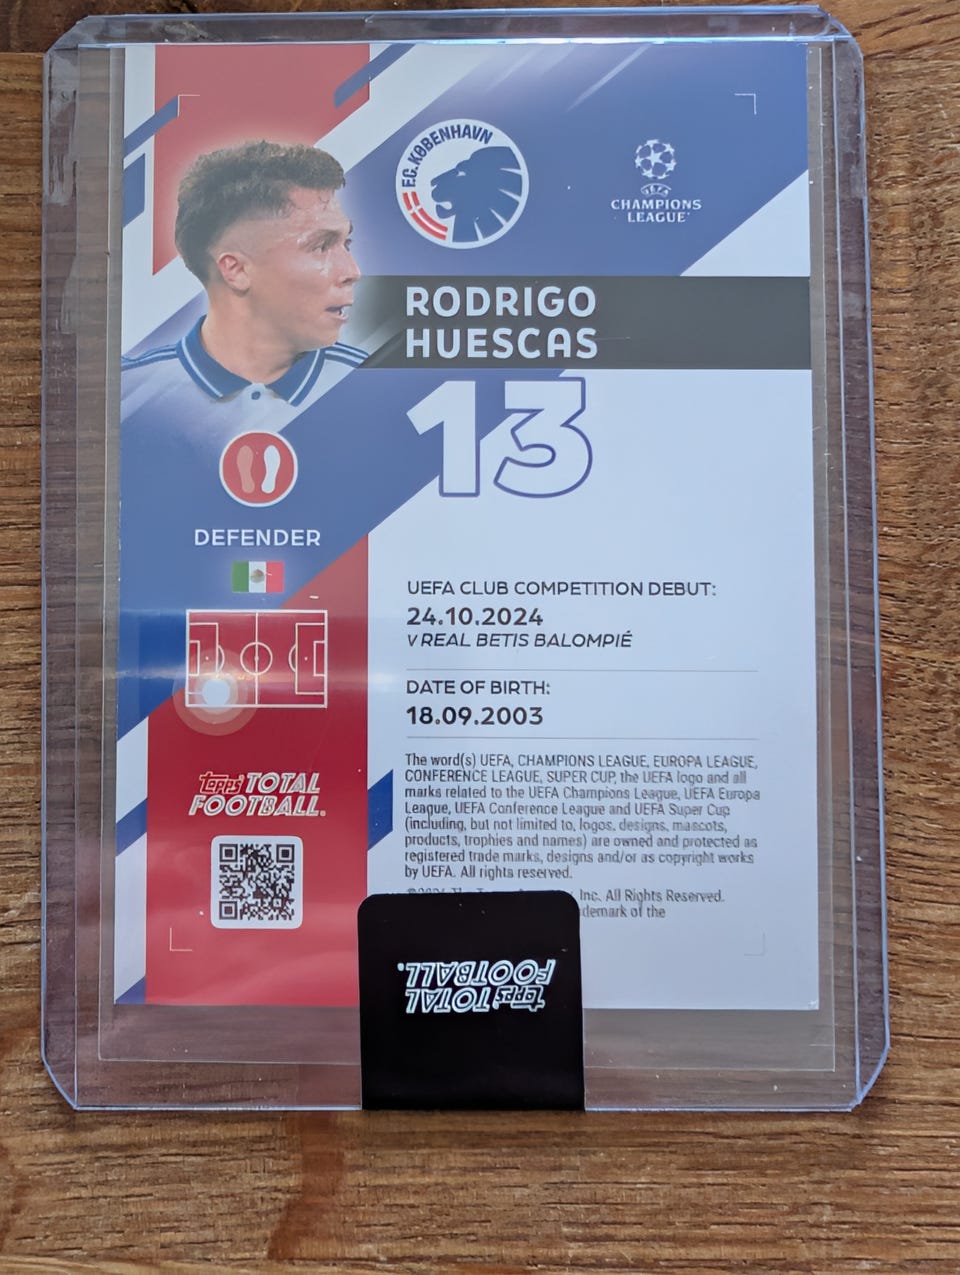 F.C. KØBENHAVN
UEFA
CHAMPIONS
LEAGUE
RODRIGO
HUESCAS
13
DEFENDER
UEFA CLUB COMPETITION DEBUT:
24.10.2024
V REAL BETIS BALOMPIÉ
DATE OF BIRTH:
18.09.2003
topps TOTAL
FOOTBALL.
The word(s) UEFA, CHAMPIONS LEAGUE, EUROPA LEAGUE,
CONFERENCE LEAGUE, SUPER CUP, the UEFA logo and all
marks related to the UEFA Champions League, UEFA Europa
League, UEFA Conference League and UEFA Super Cup
(including, but not limited to, logos, designs, mascots,
products, trophies and names) are owned and protected as
registered trade marks, designs and/or as copyright works
by UEFA. All rights reserved.
Inc. All Rights Reserved.
of the
topps TOTAL
FOOTBALL.